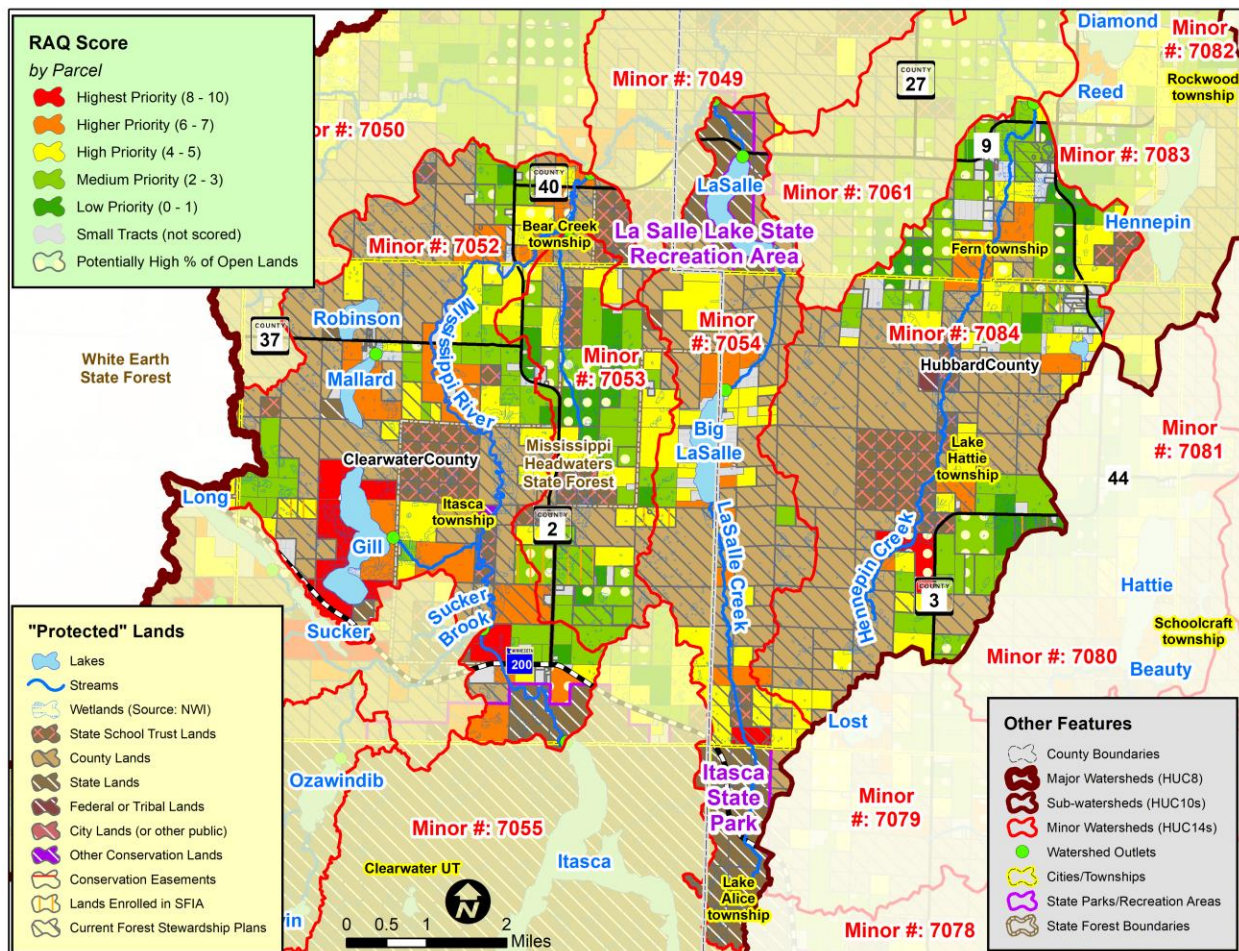 RAQ Score
by Parcel
Highest Priority (8 - 10)
Higher Priority (6 - 7)
High Priority (4 - 5)
Medium Priority (2 - 3)
Low Priority (0 - 1)
Small Tracts (not scored)
Potentially High % of Open Lands
Diamond
Minor
#: 7082
Rockwood
township
Minor #: 7049
COUNTY
27
Reed
or #: 7050
9
Minor #: 7083
COUNTY
40
LaSalle
Minor #: 7061
Hennepin
Bear Creek
township
La Salle Lake State
Recreation Area
Fern township
Minor #: 7052
Mississippi River
Robinson
COUNTY
37
Minor
#: 7054
Minor #: 7084
White Earth
State Forest
Mallard
Minor
#: 7053
HubbardCounty
Big
LaSalle
Mississippi
Headwaters
State Forest
Lake
Hattie
township
Minor
#: 7081
ClearwaterCounty
44
Long
Itasca
township
COUNTY
2
Gill
LaSalle Creek
Hennepin Creek
COUNTY
3
Hattie
Sucker
Sucker
Brook
Schoolcraft
township
MINNESOTA
200
Minor #: 7080
Beauty
Lost
"Protected" Lands
Lakes
Streams
Wetlands (Source: NWI)
State School Trust Lands
County Lands
State Lands
Federal or Tribal Lands
City Lands (or other public)
Other Conservation Lands
Conservation Easements
Lands Enrolled in SFIA
Current Forest Stewardship Plans
Ozawindib
Itasca
State
Park
Minor
#: 7079
Minor #: 7055
Itasca
Clearwater UT
Lake
Alice
township
vin
N
0 0.5 1 2
Miles
Minor #: 7078
Other Features
County Boundaries
Major Watersheds (HUC8)
Sub-watersheds (HUC10s)
Minor Watersheds (HUC14s)
Watershed Outlets
Cities/Townships
State Parks/Recreation Areas
State Forest Boundaries